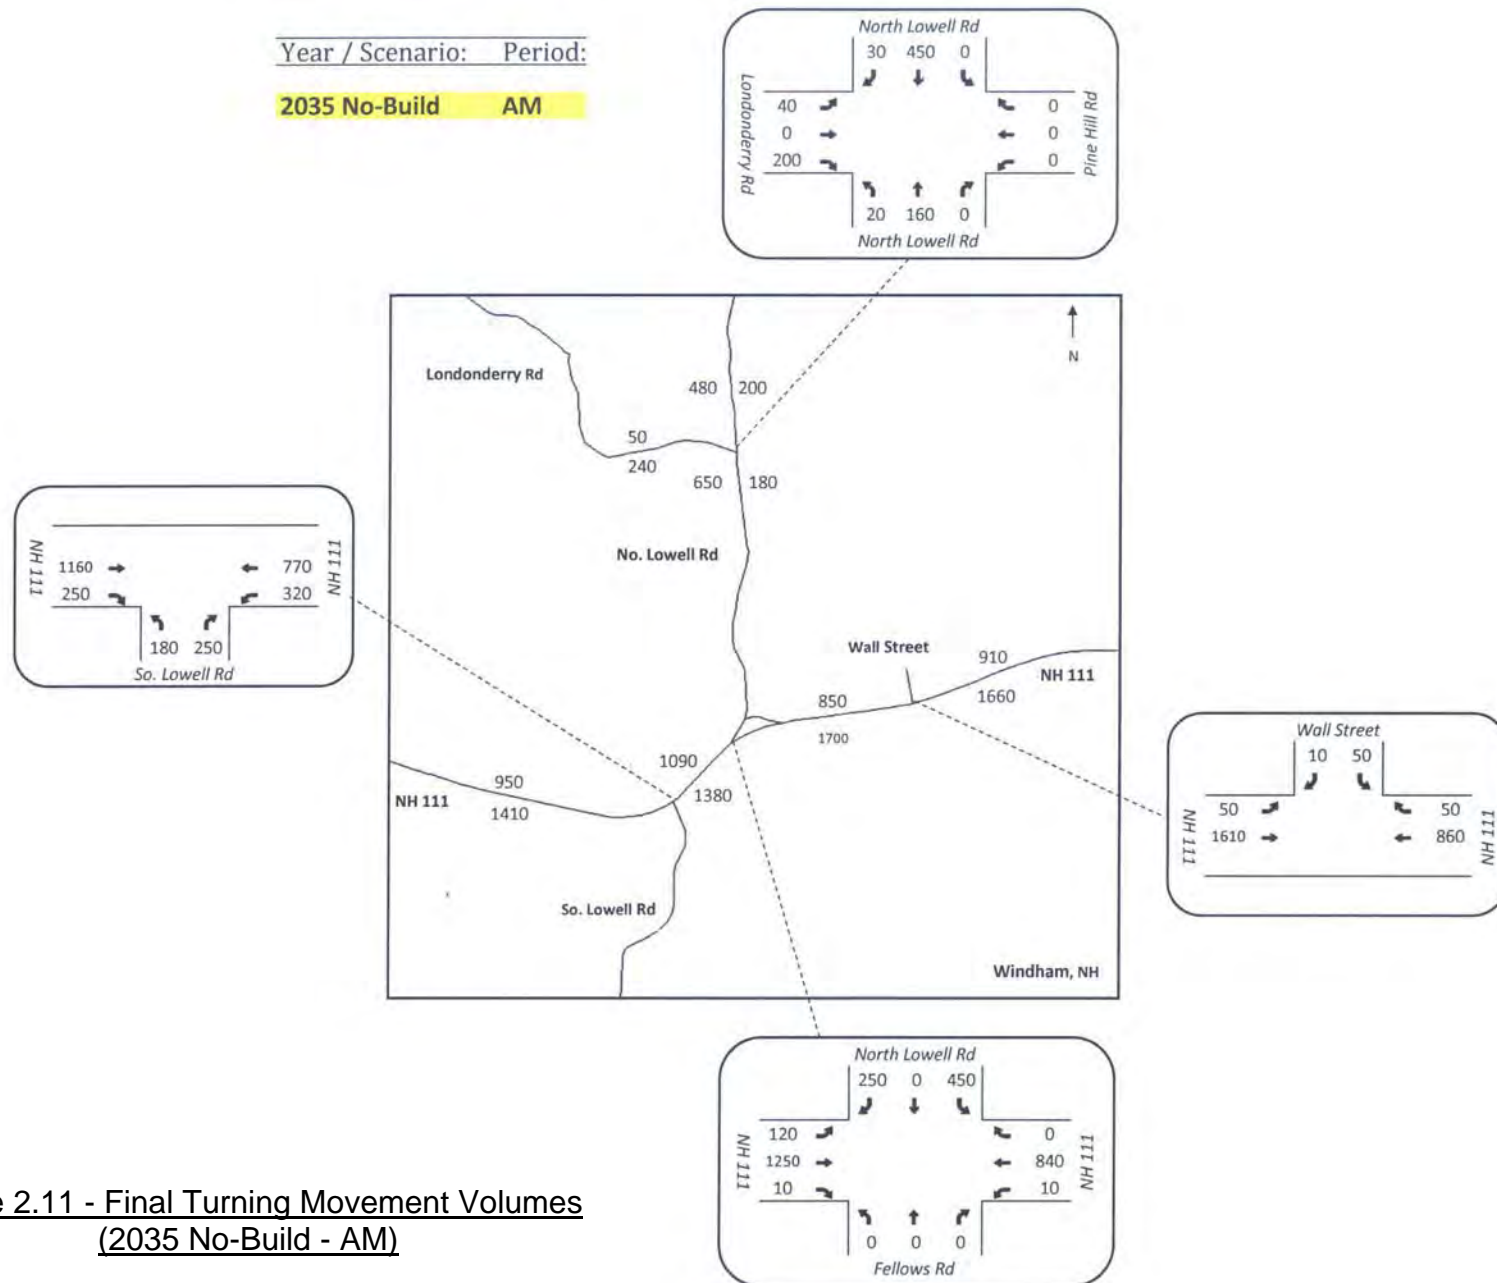 Year / Scenario: Period:
2035 No-Build AM
North Lowell Rd
30 450 0
Londonderry Rd
40
0
200
0
0
0
Pine Hill Rd
20 160 0
North Lowell Rd
N
Londonderry Rd
480 200
50
240
650 180
No. Lowell Rd
NH 111
1160
250
770
320
NH 111
180 250
So. Lowell Rd
Wall Street
910
NH 111
1660
850
1700
1090
1380
950
NH 111
1410
So. Lowell Rd
Windham, NH
Wall Street
10 50
NH 111
50
1610
50
860
NH 111
North Lowell Rd
250 0 450
NH 111
120
1250
10
0
840
10
NH 111
0 0 0
Fellows Rd
2.11 - Final Turning Movement Volumes
(2035 No-Build - AM)